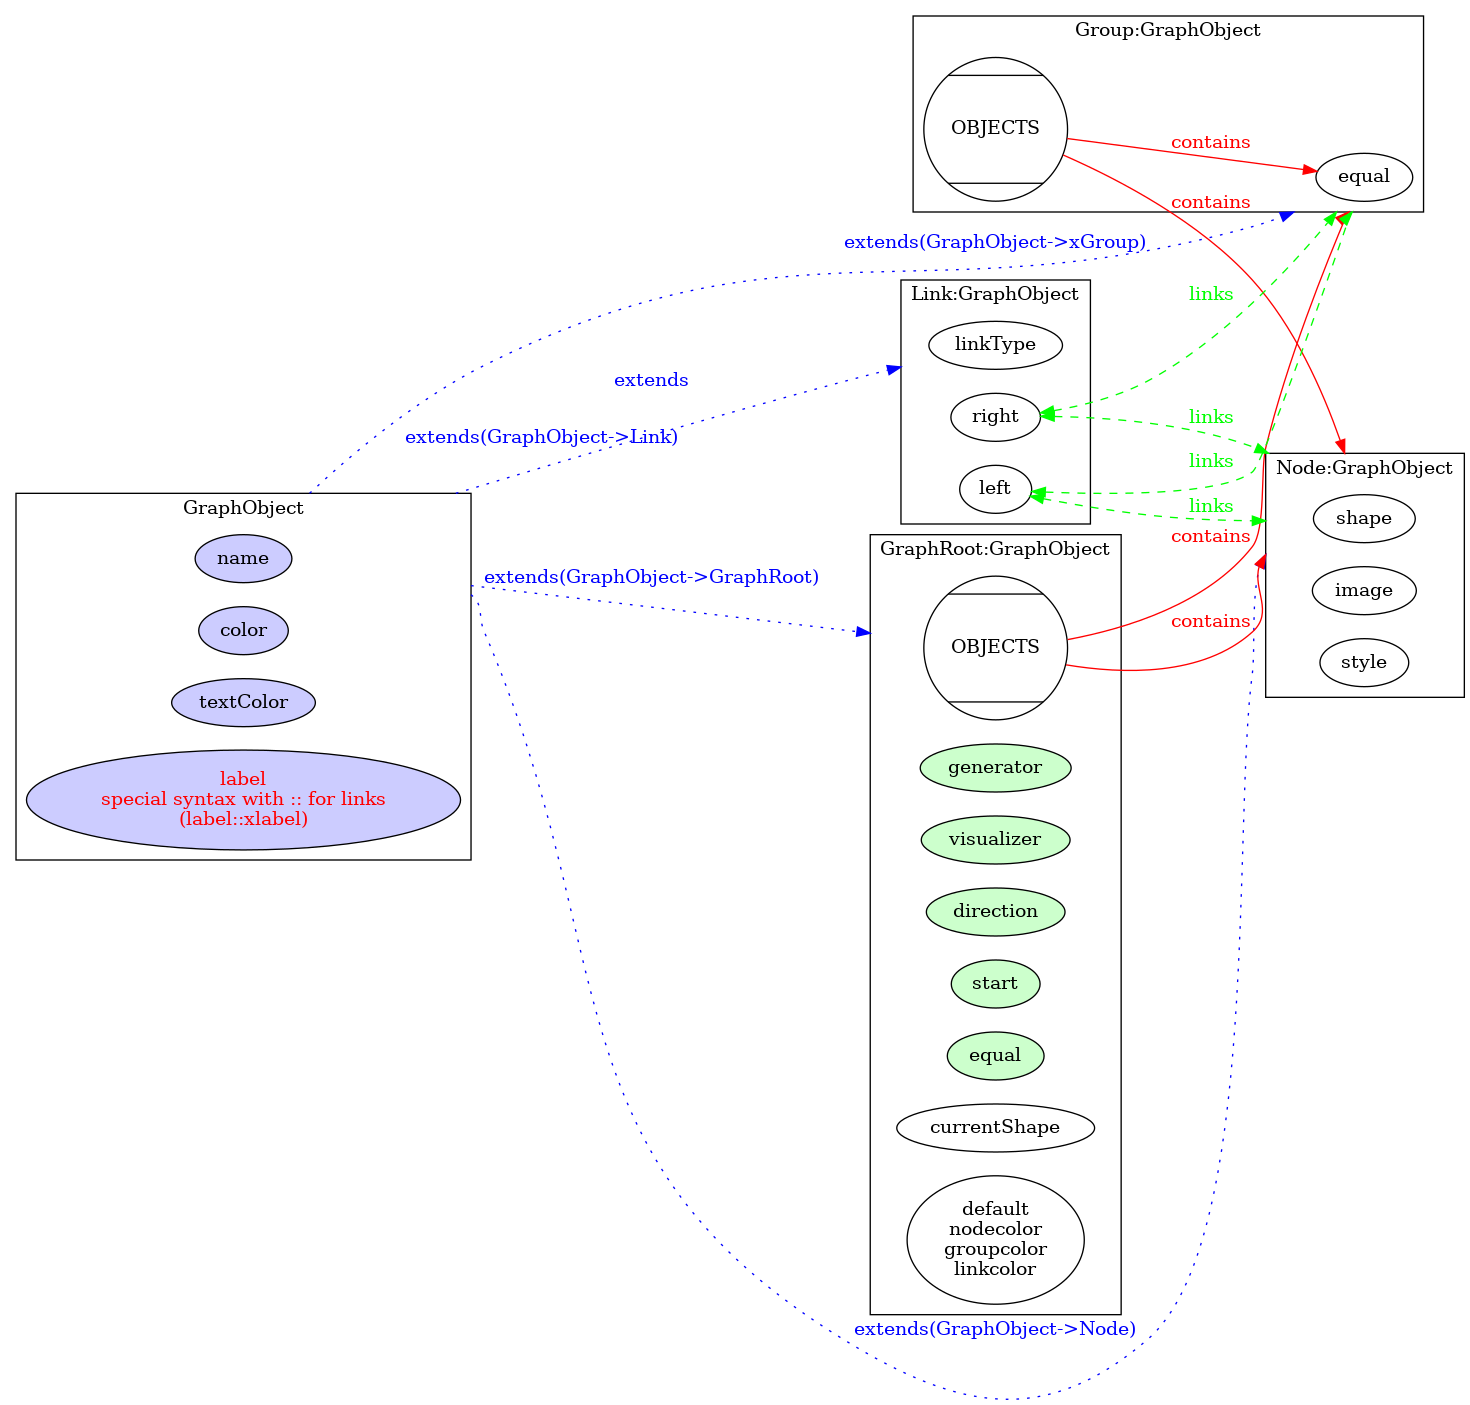 Group:GraphObject
OBJECTS
contains
equal
contains
extends(GraphObject->xGroup)
Link:GraphObject
links
linkType
extends
right
links
extends(GraphObject->Link)
left
links
links
Node:GraphObject
shape
image
style
GraphObject
name
color
textColor
label
special syntax with :: for links
(label::xlabel)
extends(GraphObject->GraphRoot)
GraphRoot:GraphObject
contains
OBJECTS
contains
generator
visualizer
direction
start
equal
currentShape
default
nodecolor
groupcolor
linkcolor
extends(GraphObject->Node)